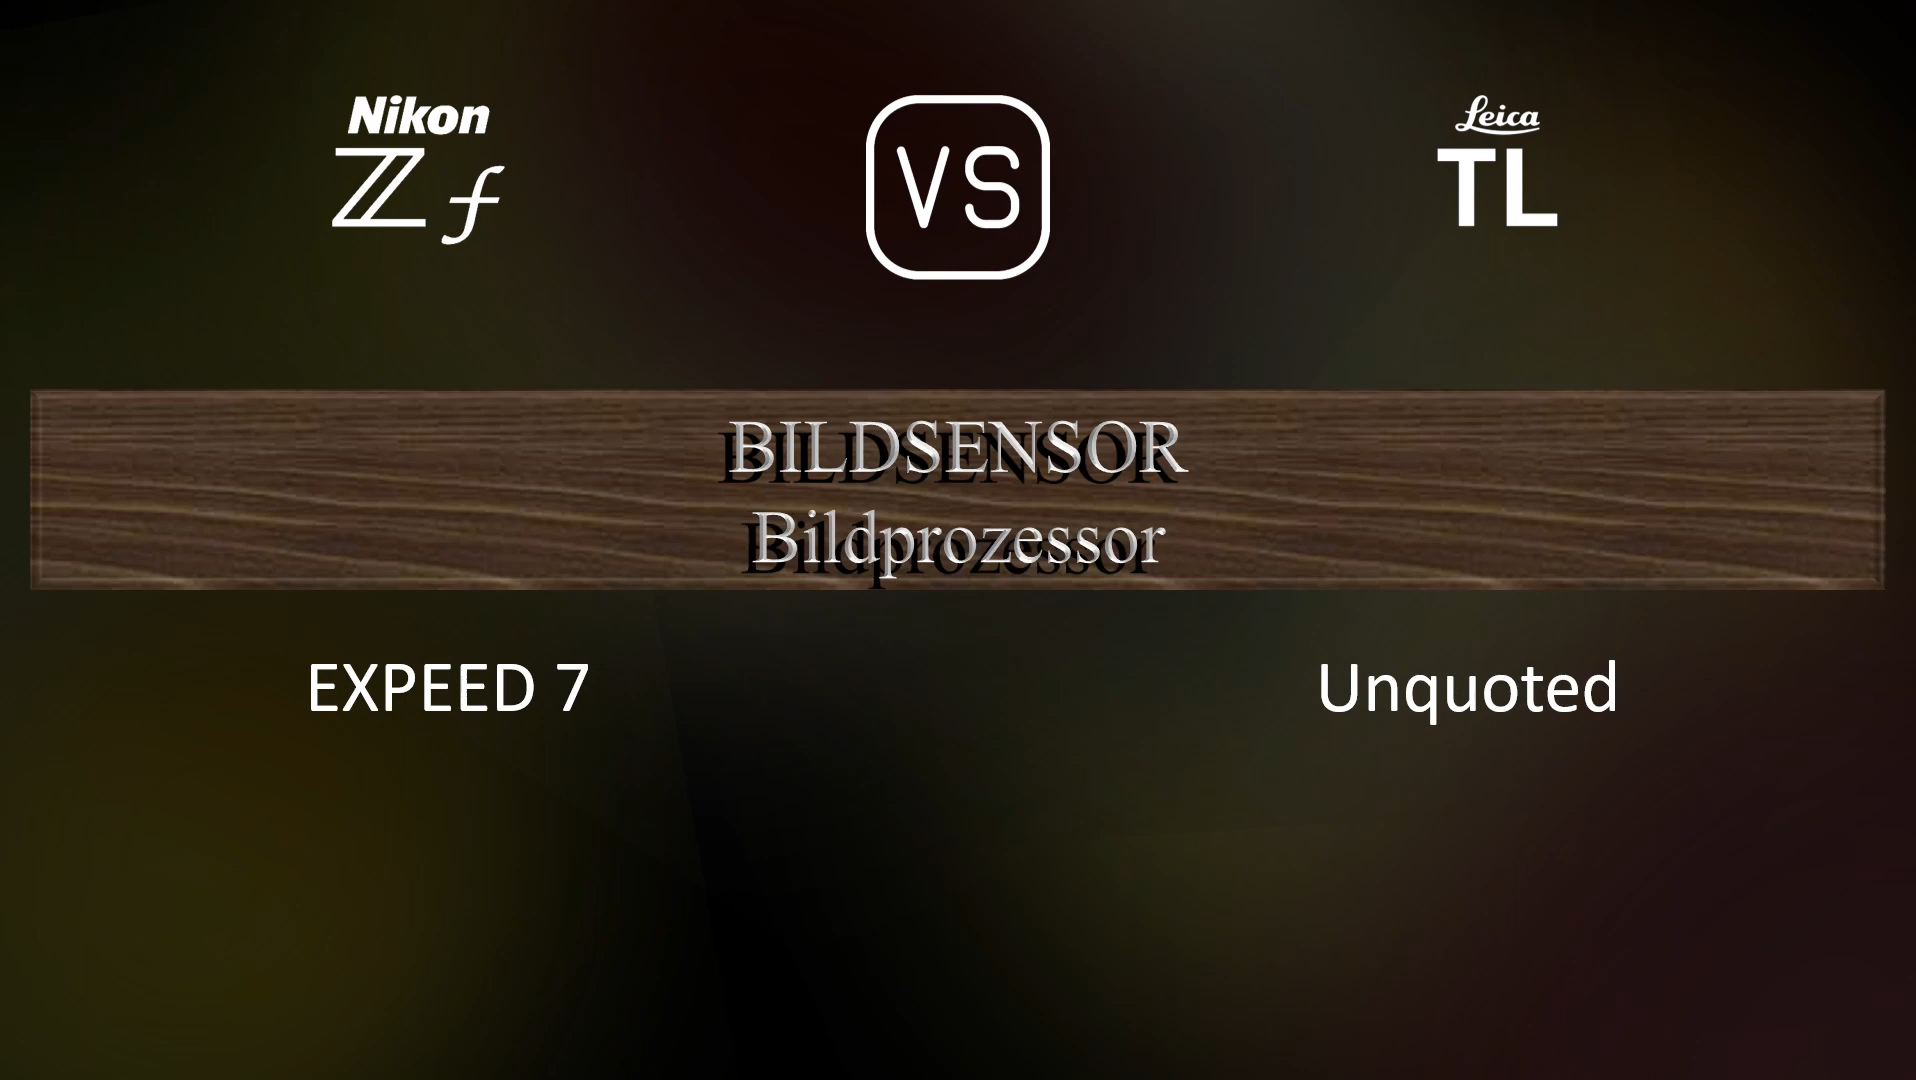 Nikon
Z f
VS
Leica
TL
BILDSENSOR
Bildprozessor
EXPEED 7
Unquoted